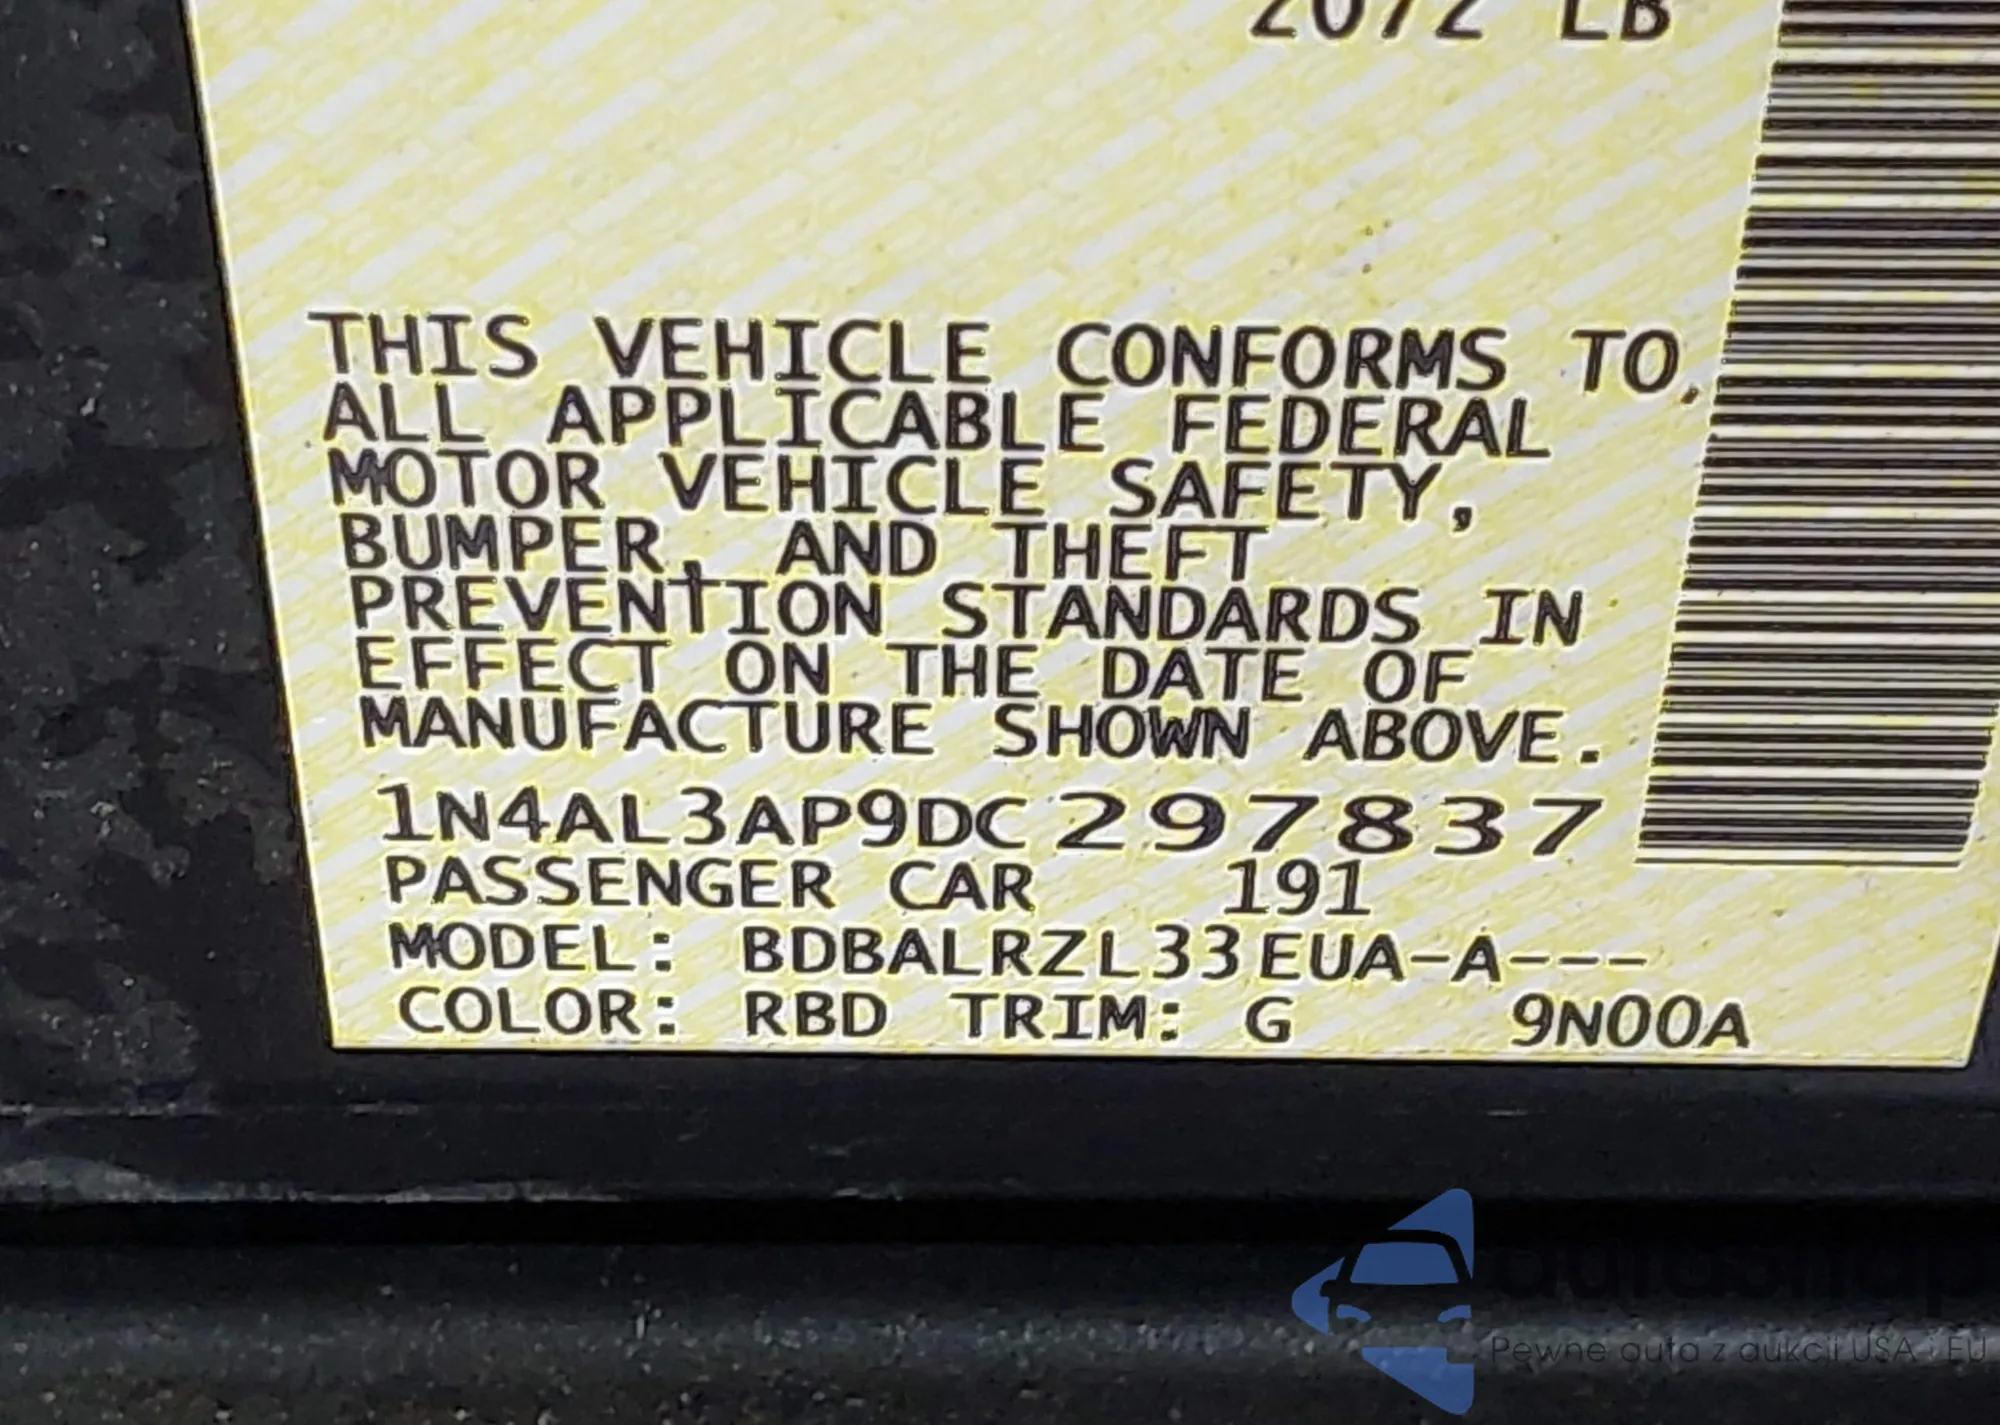 2072 LB
THIS VEHICLE CONFORMS TO
ALL APPLICABLE FEDERAL
MOTOR VEHICLE SAFETY,
BUMPER, AND THEFT
PREVENTION STANDARDS IN
EFFECT ON THE DATE OF
MANUFACTURE SHOWN ABOVE.
1N4AL3AP9DC297837
PASSENGER CAR 191
MODEL: BDBALRZL33EUA-A---
COLOR: RBD TRIM: G 9N00A
Pewne auta z aukcji USA i EU